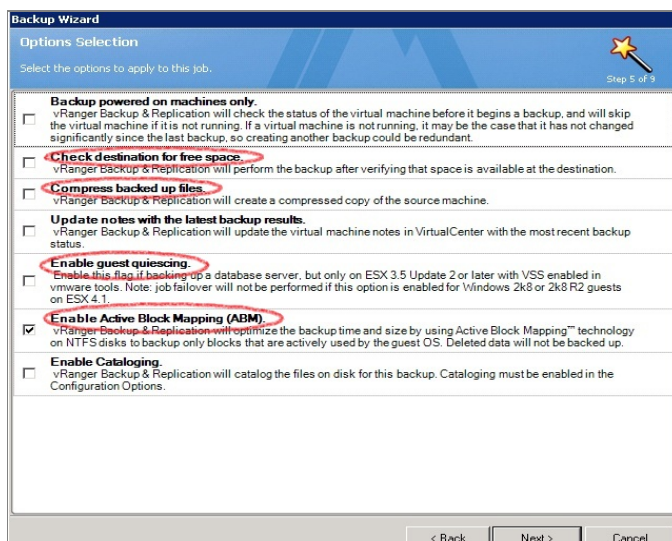 Backup Wizard
Options Selection
Select the options to apply to this job.
Step 5 of 9
Backup powered on machines only.
vRanger Backup & Replication will check the status of the virtual machine before it begins a backup, and will skip
the virtual machine if it is not running. If a virtual machine is not running, it may be the case that it has not changed
significantly since the last backup, so creating another backup could be redundant.
Check destination for free space.
vRanger Backup & Replication will perform the backup after verifying that space is available at the destination.
Compress backed up files.
vRanger Backup & Replication will create a compressed copy of the source machine.
Update notes with the latest backup results.
vRanger Backup & Replication will update the virtual machine notes in VirtualCenter with the most recent backup
status.
Enable guest quiescing.
Enable this flag if backing up a database server, but only on ESX 3.5 Update 2 or later with VSS enabled in
vmware tools. Note: job failover will not be performed if this option is enabled for Windows 2k8 or 2k8 R2 guests
on ESX 4.1.
Enable Active Block Mapping (ABM).
vRanger Backup & Replication will optimize the backup time and size by using Active Block Mapping™ technology
on NTFS disks to backup only blocks that are actively used by the guest OS. Deleted data will not be backed up.
Enable Cataloging.
vRanger Backup & Replication will catalog the files on disk for this backup. Cataloging must be enabled in the
Configuration Options.
< Back Next > Cancel